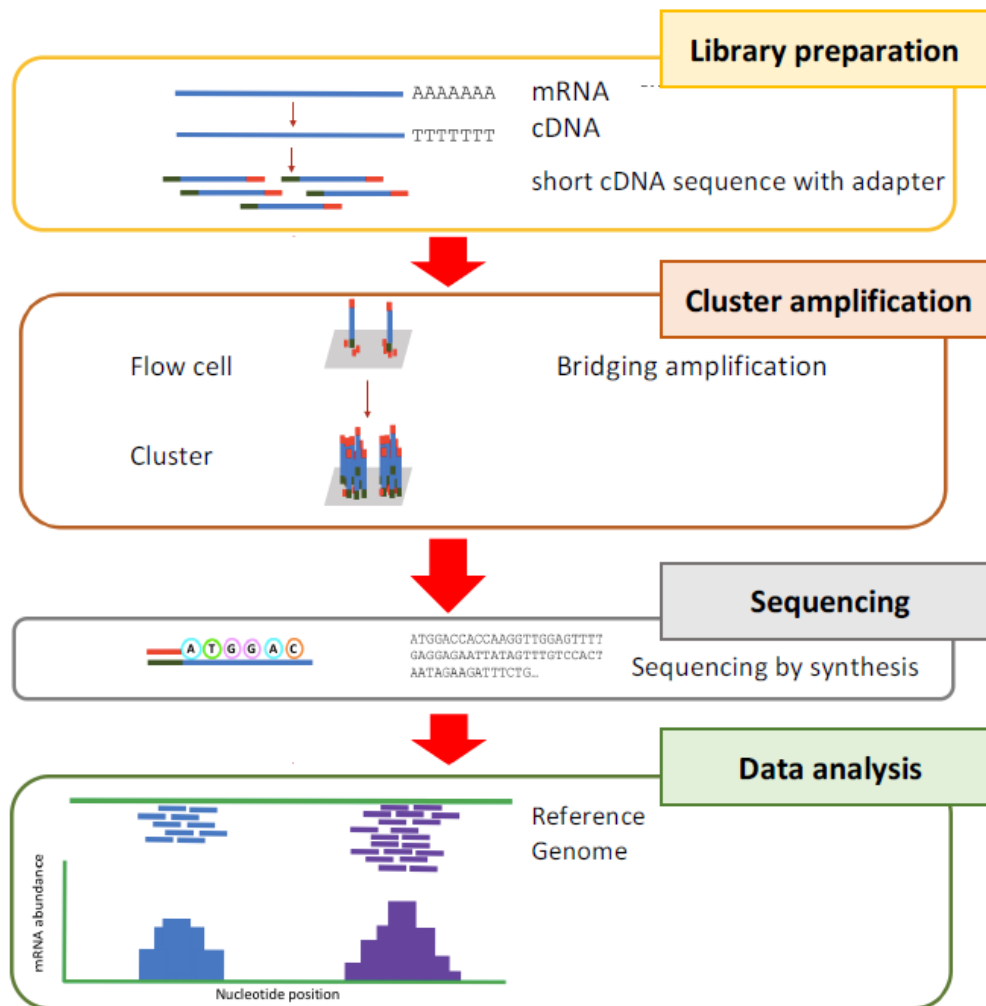 Library preparation
AAAAAAA
mRNA
cDNA
TTTTTTT
short cDNA sequence with adapter
Cluster amplification
Flow cell
Bridging amplification
Cluster
Sequencing
A T G G A C
ATGGACCACCAAGGTTGGAGTTTT
GAGGAGAATTATAGTTTGTCCACT
AATAGAAGATTTCTG…
Sequencing by synthesis
Data analysis
Reference
Genome
mRNA abundance
Nucleotide position